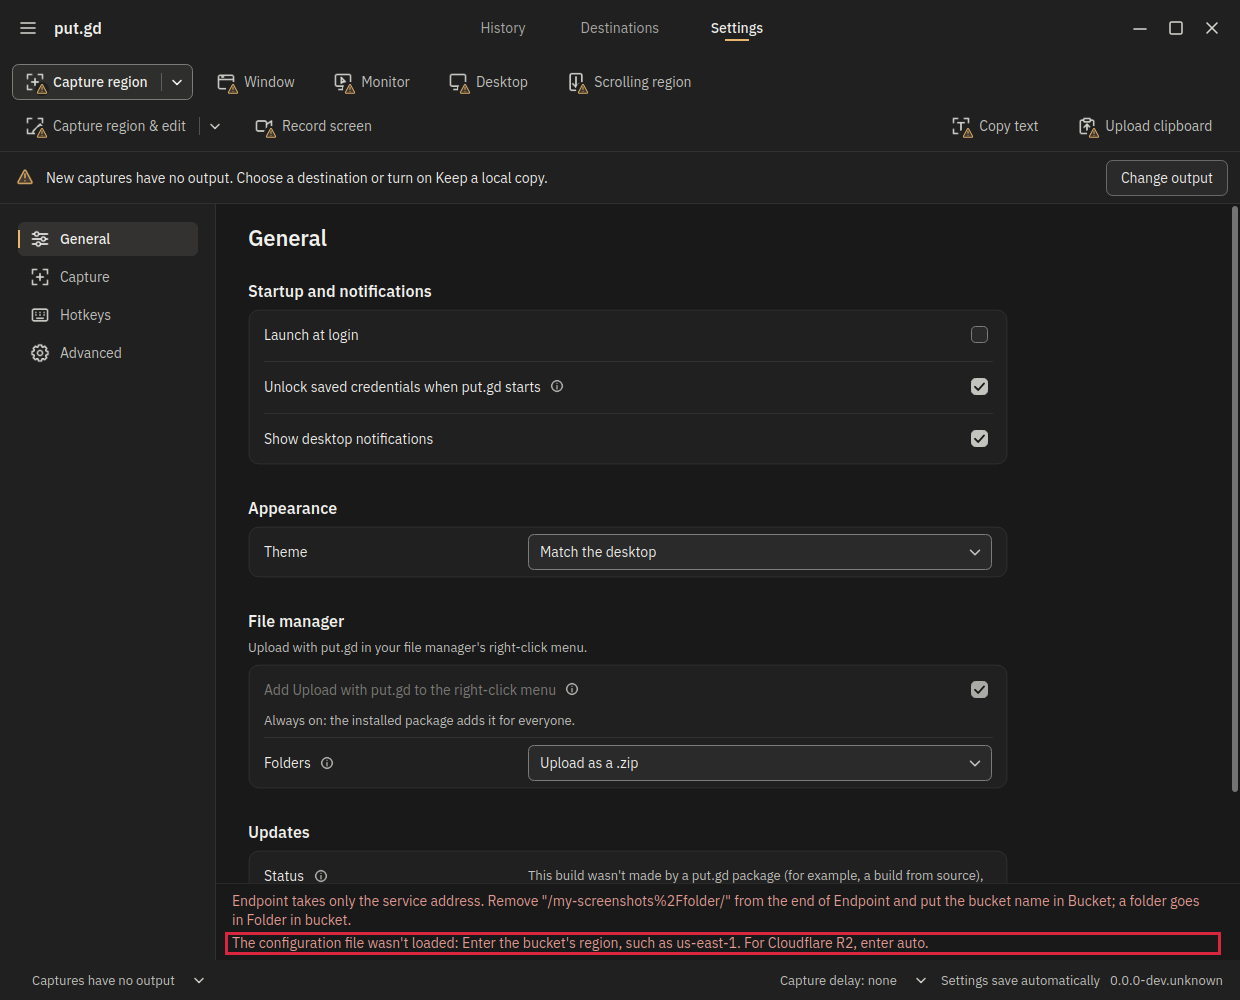 put.gd
History
Destinations
Settings
Capture region
Window
Monitor
Desktop
Scrolling region
Capture region & edit
Record screen
Copy text
Upload clipboard
New captures have no output. Choose a destination or turn on Keep a local copy.
Change output
General
Capture
Hotkeys
Advanced
General
Startup and notifications
Launch at login
Unlock saved credentials when put.gd starts
Show desktop notifications
Appearance
Theme
Match the desktop
File manager
Upload with put.gd in your file manager's right-click menu.
Add Upload with put.gd to the right-click menu
Always on: the installed package adds it for everyone.
Folders
Upload as a .zip
Updates
Status
This build wasn't made by a put.gd package (for example, a build from source),
Endpoint takes only the service address. Remove "/my-screenshots%2Ffolder/" from the end of Endpoint and put the bucket name in Bucket; a folder goes
in Folder in bucket.
The configuration file wasn't loaded: Enter the bucket's region, such as us-east-1. For Cloudflare R2, enter auto.
Captures have no output
Capture delay: none
Settings save automatically
0.0.0-dev.unknown